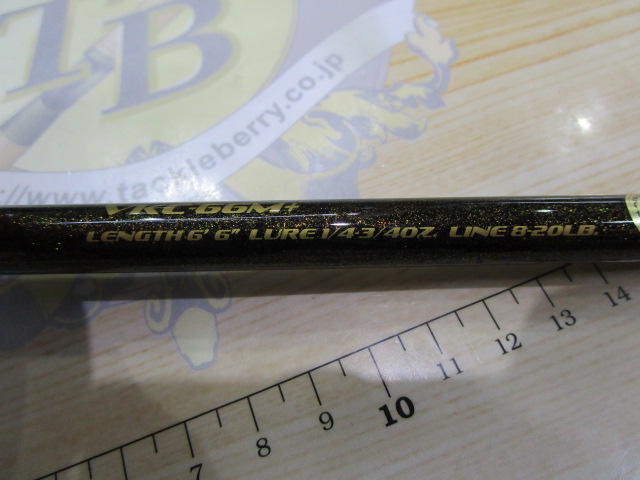 TB
http://www.tackleberry.co.jp
VKC-66M+
LENGTH 6' 6" LURE 1/4-3/4OZ. LINE 8-20LB.
7 8 9 10 11 12 13 14